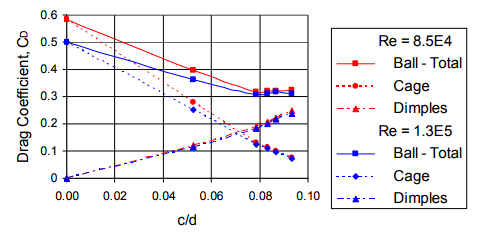 0.6
0.5
0.4
0.3
0.2
0.1
0
0.00
0.02
0.04
0.06
0.08
0.10
Drag Coefficient, CD
c/d
Re = 8.5E4
Ball - Total
Cage
Dimples
Re = 1.3E5
Ball - Total
Cage
Dimples